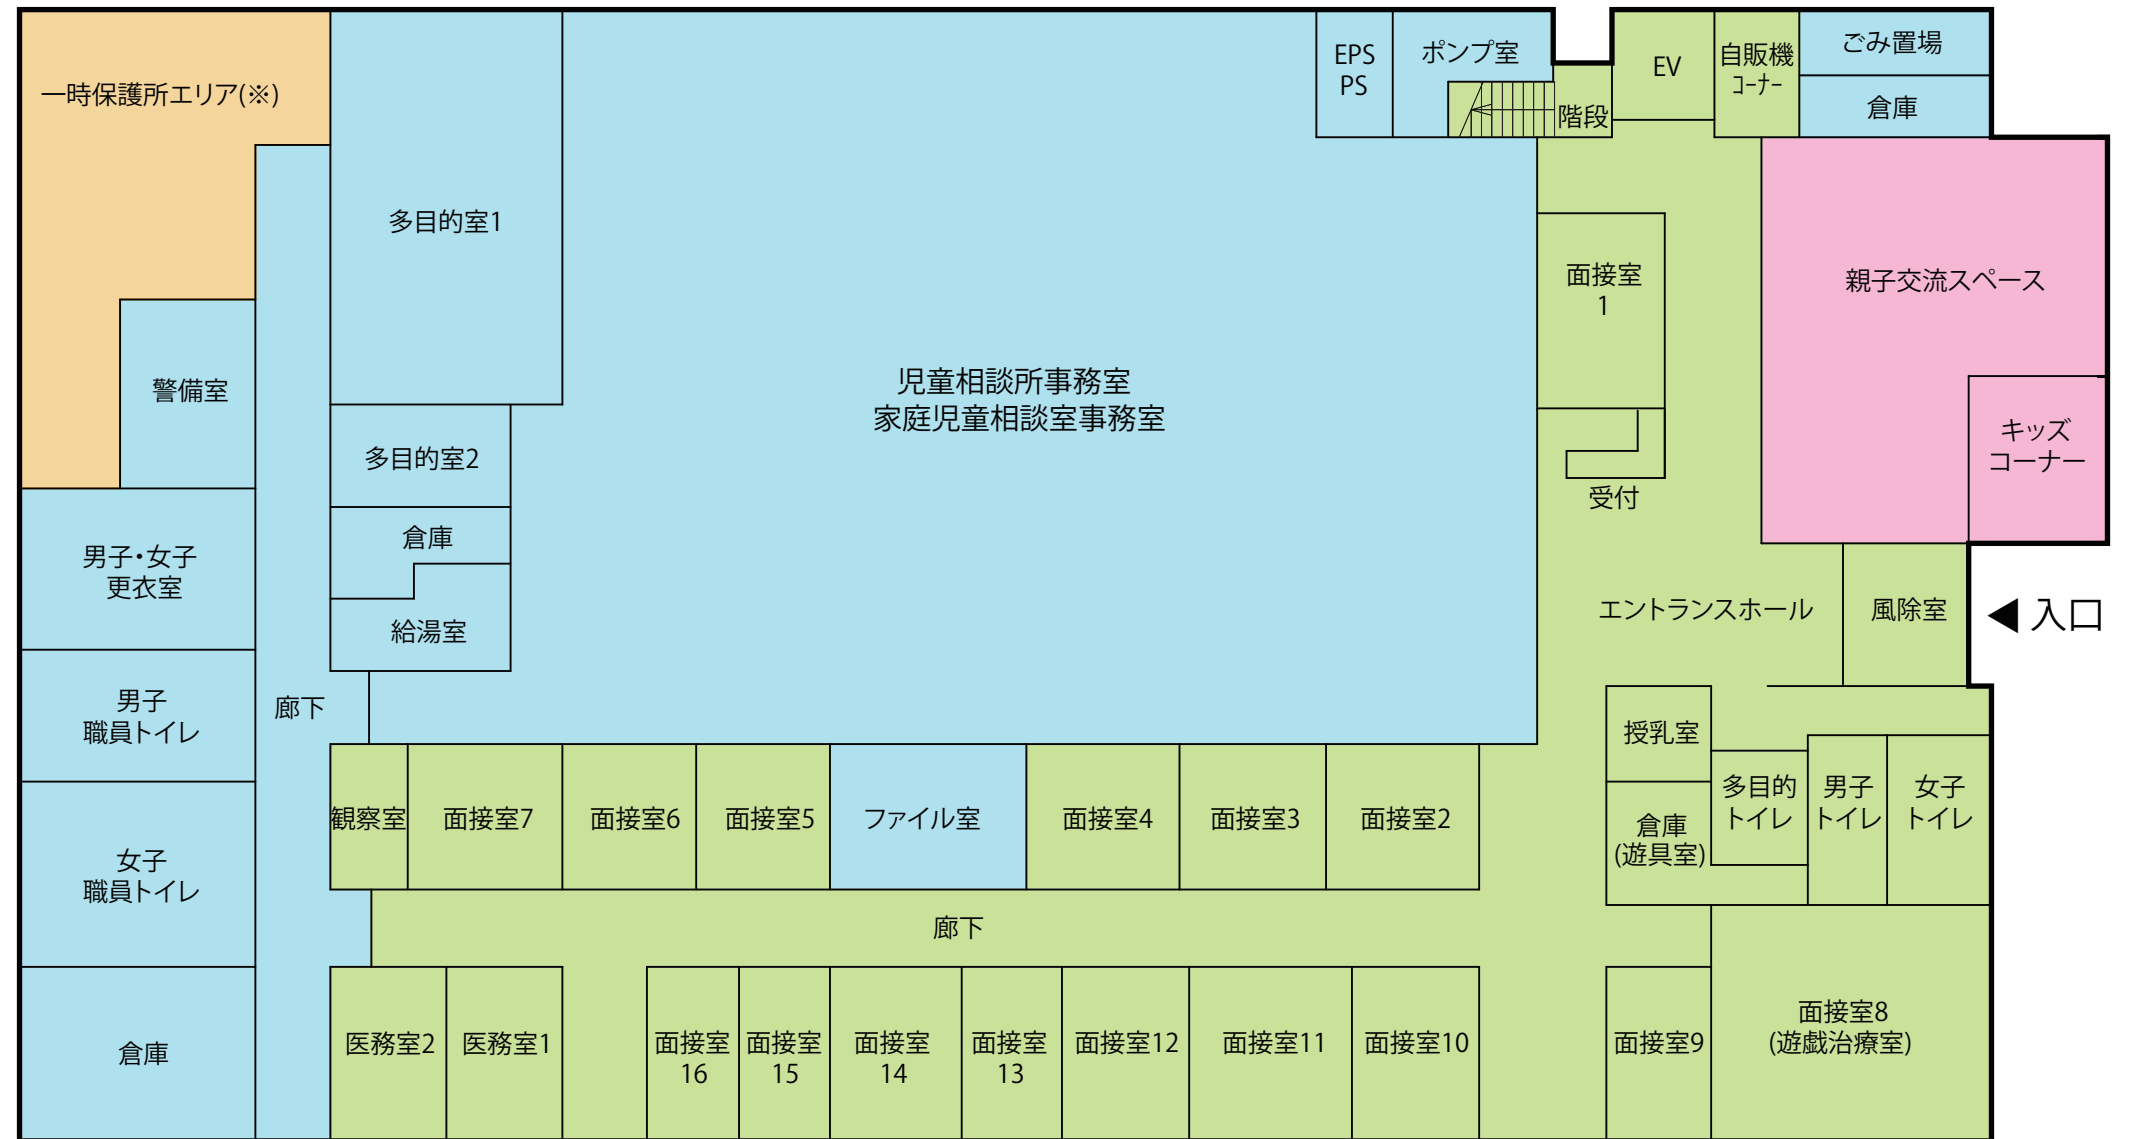 一時保護所エリア(※)
多目的室1
EPS
PS
ポンプ室
階段
EV
自販機
コーナー
ごみ置場
倉庫
面接室
1
親子交流スペース
キッズ
コーナー
児童相談所事務室
家庭児童相談室事務室
警備室
多目的室2
受付
倉庫
男子・女子
更衣室
給湯室
エントランスホール
風除室
◀ 入口
男子
職員トイレ
廊下
授乳室
観察室
面接室7
面接室6
面接室5
ファイル室
面接室4
面接室3
面接室2
倉庫
(遊具室)
多目的
トイレ
男子
トイレ
女子
トイレ
女子
職員トイレ
廊下
倉庫
医務室2
医務室1
面接室
16
面接室
15
面接室
14
面接室
13
面接室12
面接室11
面接室10
面接室9
面接室8
(遊戯治療室)